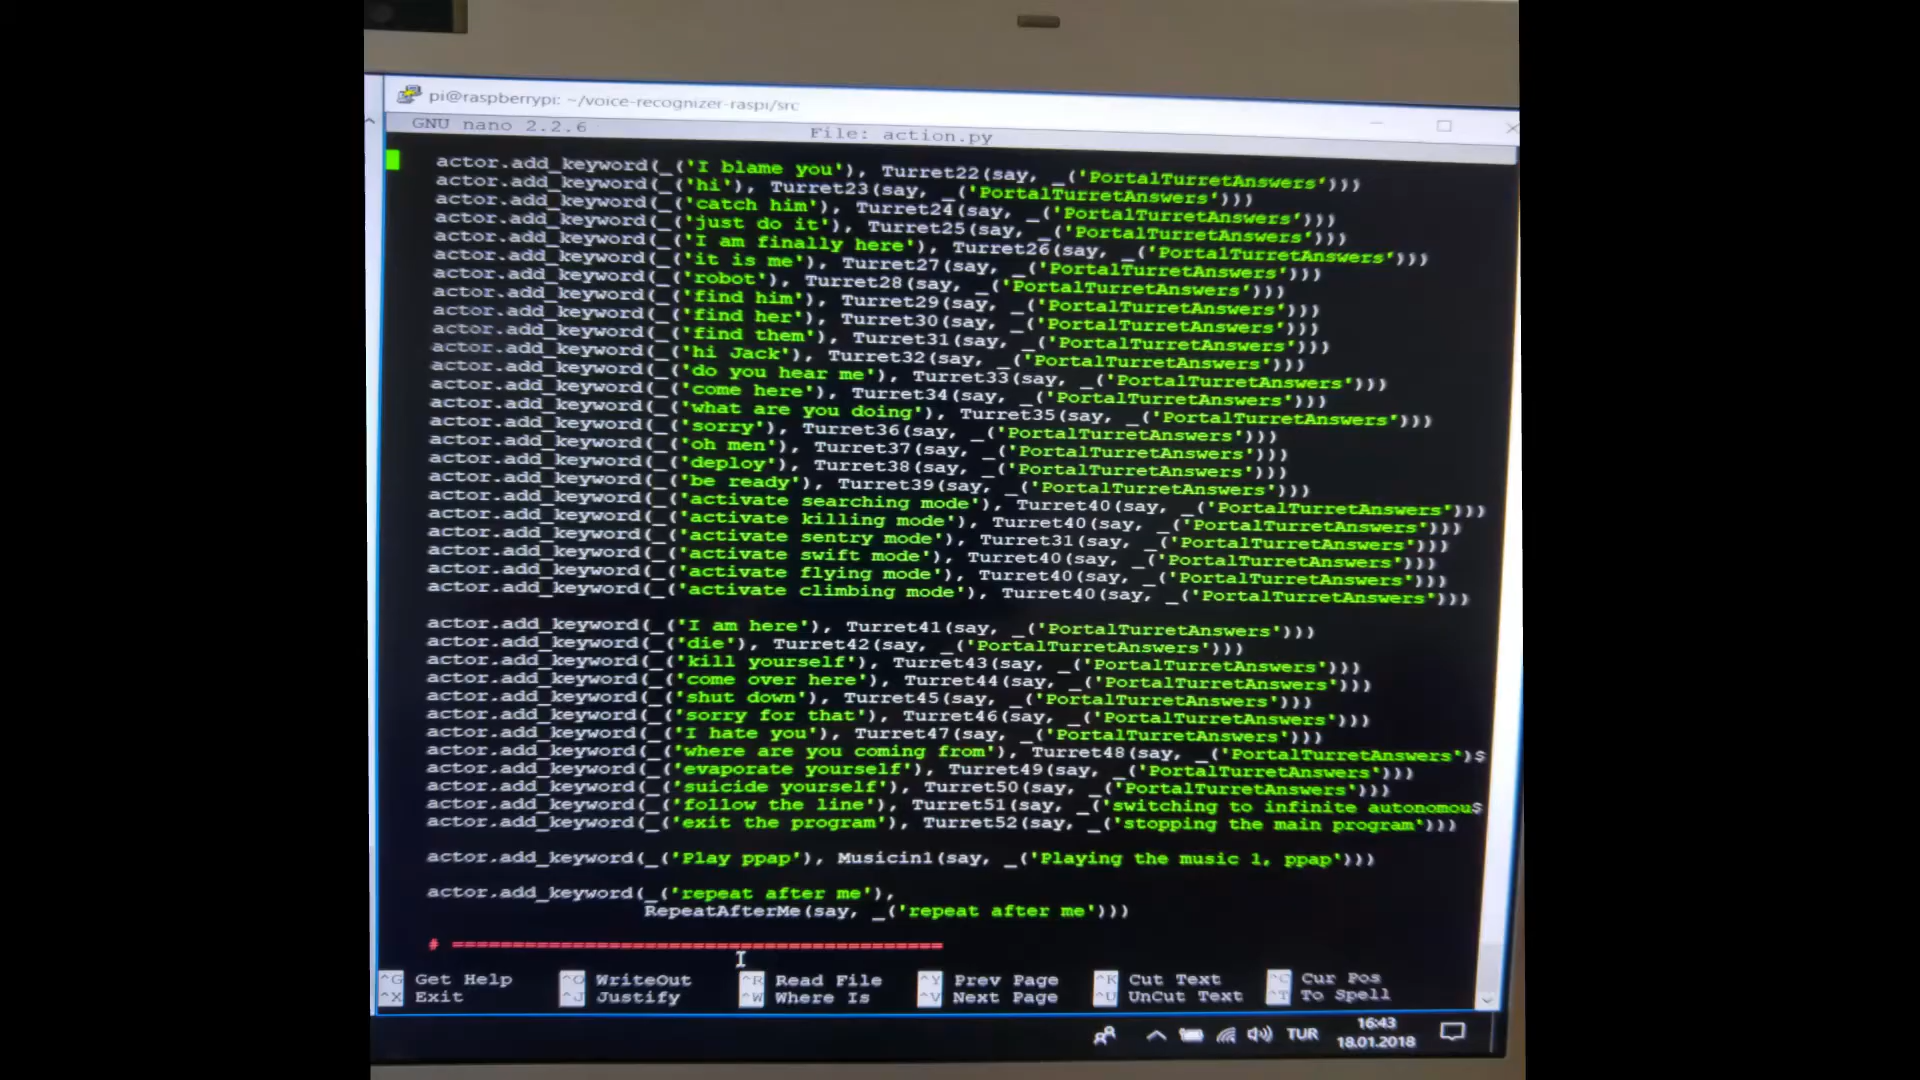 pi@raspberrypi: ~/voice-recognizer-raspi/src
GNU nano 2.2.6 File: action.py
actor.add_keyword(_('I blame you'), Turret22(say, _('PortalTurretAnswers')))
actor.add_keyword(_('hi'), Turret23(say, _('PortalTurretAnswers')))
actor.add_keyword(_('catch him'), Turret24(say, _('PortalTurretAnswers')))
actor.add_keyword(_('just do it'), Turret25(say, _('PortalTurretAnswers')))
actor.add_keyword(_('I am finally here'), Turret26(say, _('PortalTurretAnswers')))
actor.add_keyword(_('it is me'), Turret27(say, _('PortalTurretAnswers')))
actor.add_keyword(_('robot'), Turret28(say, _('PortalTurretAnswers')))
actor.add_keyword(_('find him'), Turret29(say, _('PortalTurretAnswers')))
actor.add_keyword(_('find her'), Turret30(say, _('PortalTurretAnswers')))
actor.add_keyword(_('find them'), Turret31(say, _('PortalTurretAnswers')))
actor.add_keyword(_('hi Jack'), Turret32(say, _('PortalTurretAnswers')))
actor.add_keyword(_('do you hear me'), Turret33(say, _('PortalTurretAnswers')))
actor.add_keyword(_('come here'), Turret34(say, _('PortalTurretAnswers')))
actor.add_keyword(_('what are you doing'), Turret35(say, _('PortalTurretAnswers')))
actor.add_keyword(_('sorry'), Turret36(say, _('PortalTurretAnswers')))
actor.add_keyword(_('oh men'), Turret37(say, _('PortalTurretAnswers')))
actor.add_keyword(_('deploy'), Turret38(say, _('PortalTurretAnswers')))
actor.add_keyword(_('be ready'), Turret39(say, _('PortalTurretAnswers')))
actor.add_keyword(_('activate searching mode'), Turret40(say, _('PortalTurretAnswers')))
actor.add_keyword(_('activate killing mode'), Turret40(say, _('PortalTurretAnswers')))
actor.add_keyword(_('activate sentry mode'), Turret31(say, _('PortalTurretAnswers')))
actor.add_keyword(_('activate swift mode'), Turret40(say, _('PortalTurretAnswers')))
actor.add_keyword(_('activate flying mode'), Turret40(say, _('PortalTurretAnswers')))
actor.add_keyword(_('activate climbing mode'), Turret40(say, _('PortalTurretAnswers')))
actor.add_keyword(_('I am here'), Turret41(say, _('PortalTurretAnswers')))
actor.add_keyword(_('die'), Turret42(say, _('PortalTurretAnswers')))
actor.add_keyword(_('kill yourself'), Turret43(say, _('PortalTurretAnswers')))
actor.add_keyword(_('come over here'), Turret44(say, _('PortalTurretAnswers')))
actor.add_keyword(_('shut down'), Turret45(say, _('PortalTurretAnswers')))
actor.add_keyword(_('sorry for that'), Turret46(say, _('PortalTurretAnswers')))
actor.add_keyword(_('I hate you'), Turret47(say, _('PortalTurretAnswers')))
actor.add_keyword(_('where are you coming from'), Turret48(say, _('PortalTurretAnswers')$
actor.add_keyword(_('evaporate yourself'), Turret49(say, _('PortalTurretAnswers')))
actor.add_keyword(_('suicide yourself'), Turret50(say, _('PortalTurretAnswers')))
actor.add_keyword(_('follow the line'), Turret51(say, _('switching to infinite autonomou$
actor.add_keyword(_('exit the program'), Turret52(say, _('stopping the main program')))
actor.add_keyword(_('Play ppap'), Musicin1(say, _('Playing the music 1, ppap')))
actor.add_keyword(_('repeat after me'),
RepeatAfterMe(say, _('repeat after me')))
# =========================================
^G Get Help ^O WriteOut ^R Read File ^Y Prev Page ^K Cut Text ^C Cur Pos
^X Exit ^J Justify ^W Where Is ^V Next Page ^U UnCut Text ^T To Spell
TUR 16:43
18.01.2018